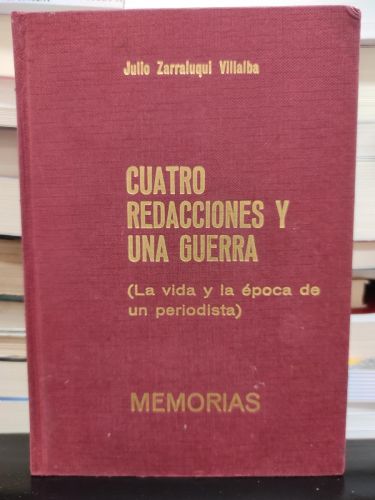 Julio Zarraluqui Villalba
CUATRO
REDACCIONES Y
UNA GUERRA
(La vida y la época de
un periodista)
MEMORIAS